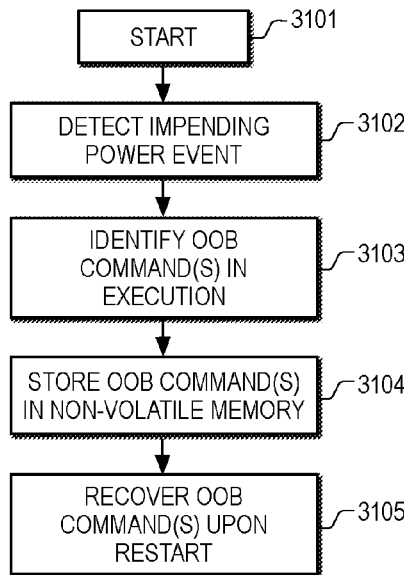 START
3101
DETECT IMPENDING
POWER EVENT
3102
IDENTIFY OOB
COMMAND(S) IN
EXECUTION
3103
STORE OOB COMMAND(S)
IN NON-VOLATILE MEMORY
3104
RECOVER OOB
COMMAND(S) UPON
RESTART
3105